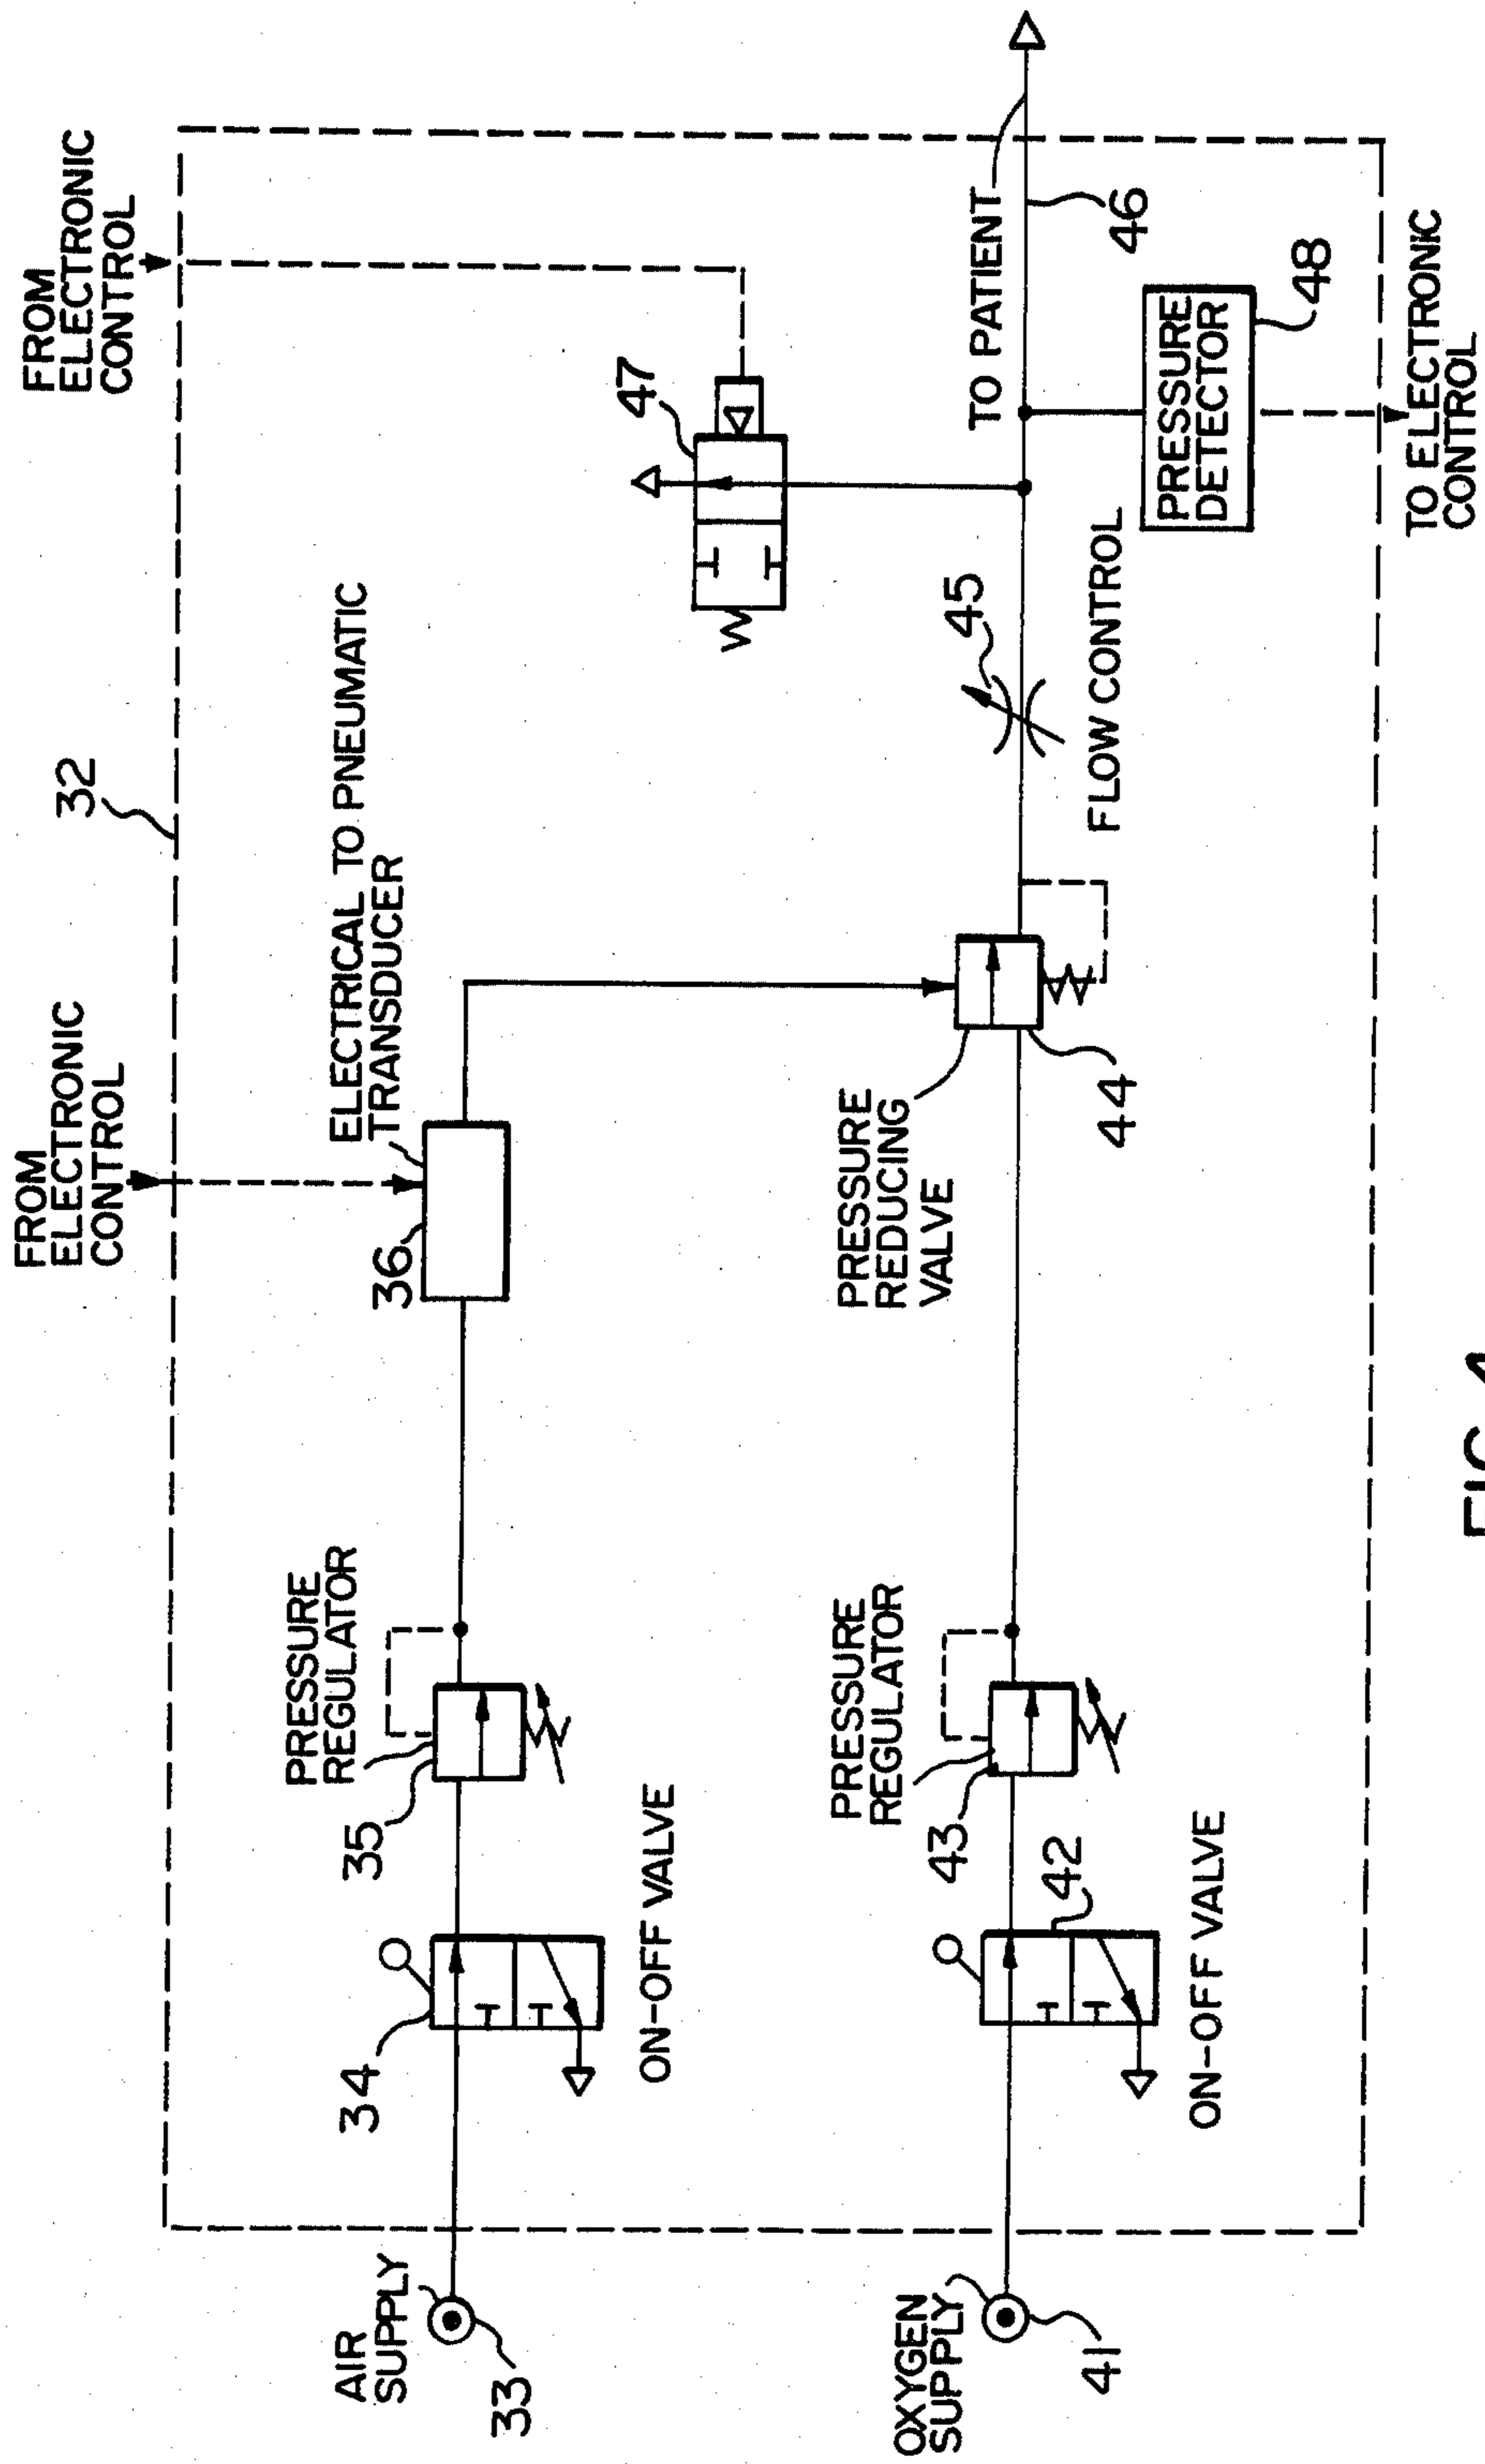 FROM
ELECTRONIC
CONTROL
FROM
ELECTRONIC
CONTROL
32
ELECTRICAL TO PNEUMATIC
TRANSDUCER
36
PRESSURE
REGULATOR
35
34
ON-OFF VALVE
AIR
SUPPLY
33
47
TO PATIENT
46
45
FLOW CONTROL
PRESSURE
REDUCING
VALVE
44
PRESSURE
REGULATOR
43
42
ON-OFF VALVE
OXYGEN
SUPPLY
41
PRESSURE
DETECTOR
48
TO ELECTRONIC
CONTROL